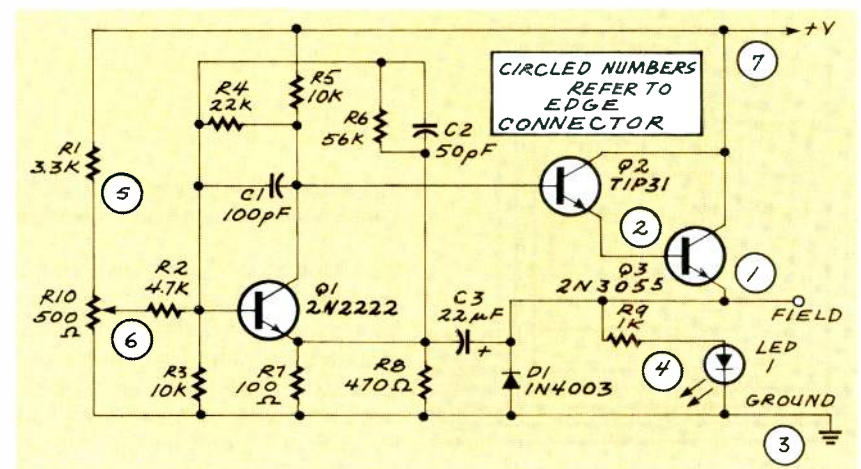 +V
7
CIRCLED NUMBERS
REFER TO
EDGE
CONNECTOR
R5
10K
R4
22K
R6
56K
C2
50pF
R1
3.3K
5
C1
100pF
Q2
TIP31
2
R10
500
Ω
R2
4.7K
6
Q1
2N2222
Q3
2N3055
1
C3
22µF
+
R9
1K
FIELD
4
LED
1
R3
10K
R7
100
Ω
R8
470Ω
D1
1N4003
GROUND
3